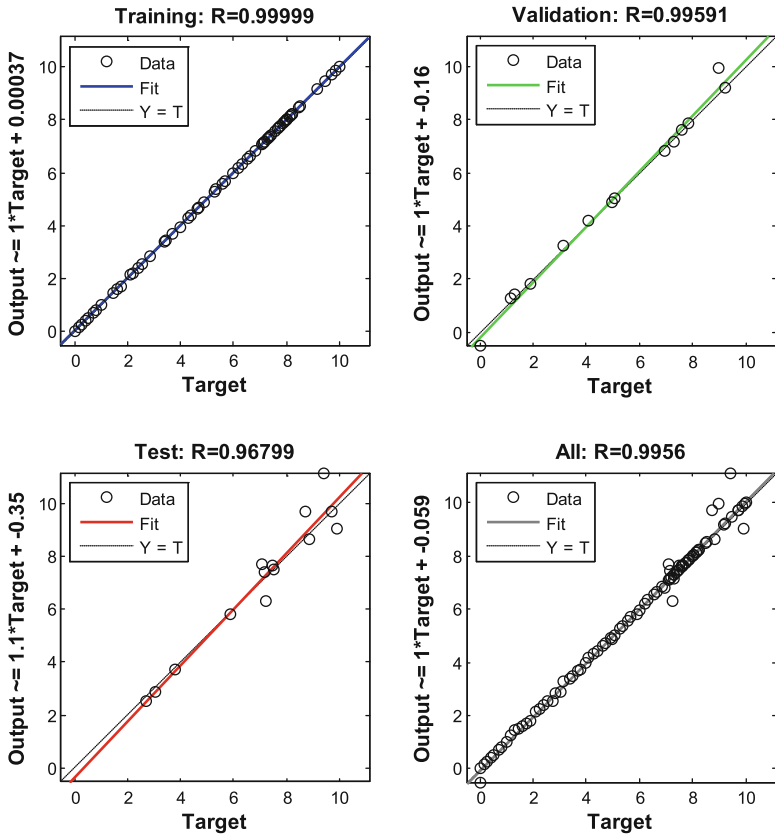 Training: R=0.99999
Output ~= 1*Target + 0.00037
Data
Fit
Y = T
10
8
6
4
2
0
0 2 4 6 8 10
Target
Validation: R=0.99591
Output ~= 1*Target + -0.16
Data
Fit
Y = T
10
8
6
4
2
0
0 2 4 6 8 10
Target
Test: R=0.96799
Output ~= 1.1*Target + -0.35
Data
Fit
Y = T
10
8
6
4
2
0
0 2 4 6 8 10
Target
All: R=0.9956
Output ~= 1*Target + -0.059
Data
Fit
Y = T
10
8
6
4
2
0
0 2 4 6 8 10
Target